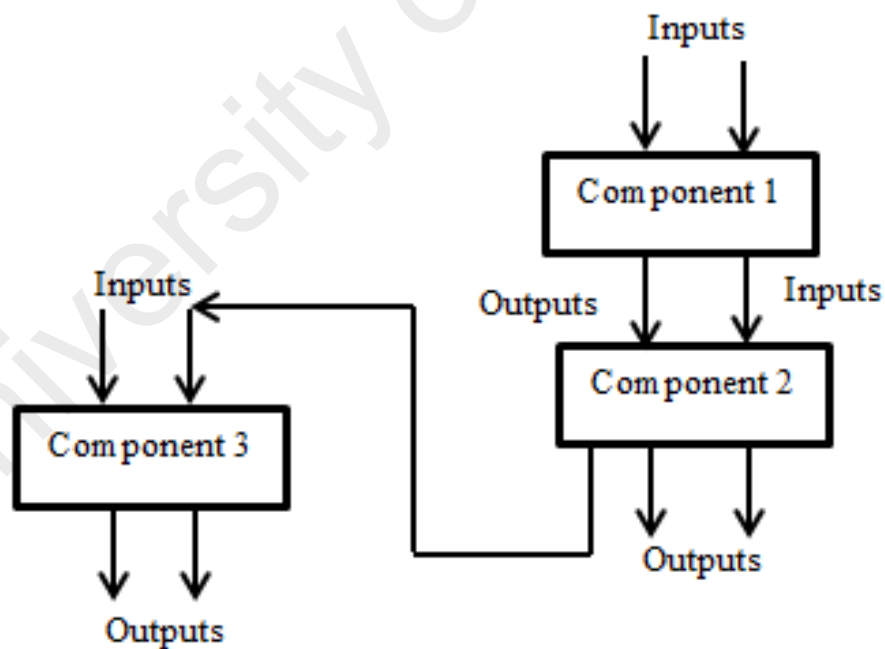 Inputs
Component 1
Outputs
Inputs
Component 2
Outputs
Inputs
Component 3
Outputs